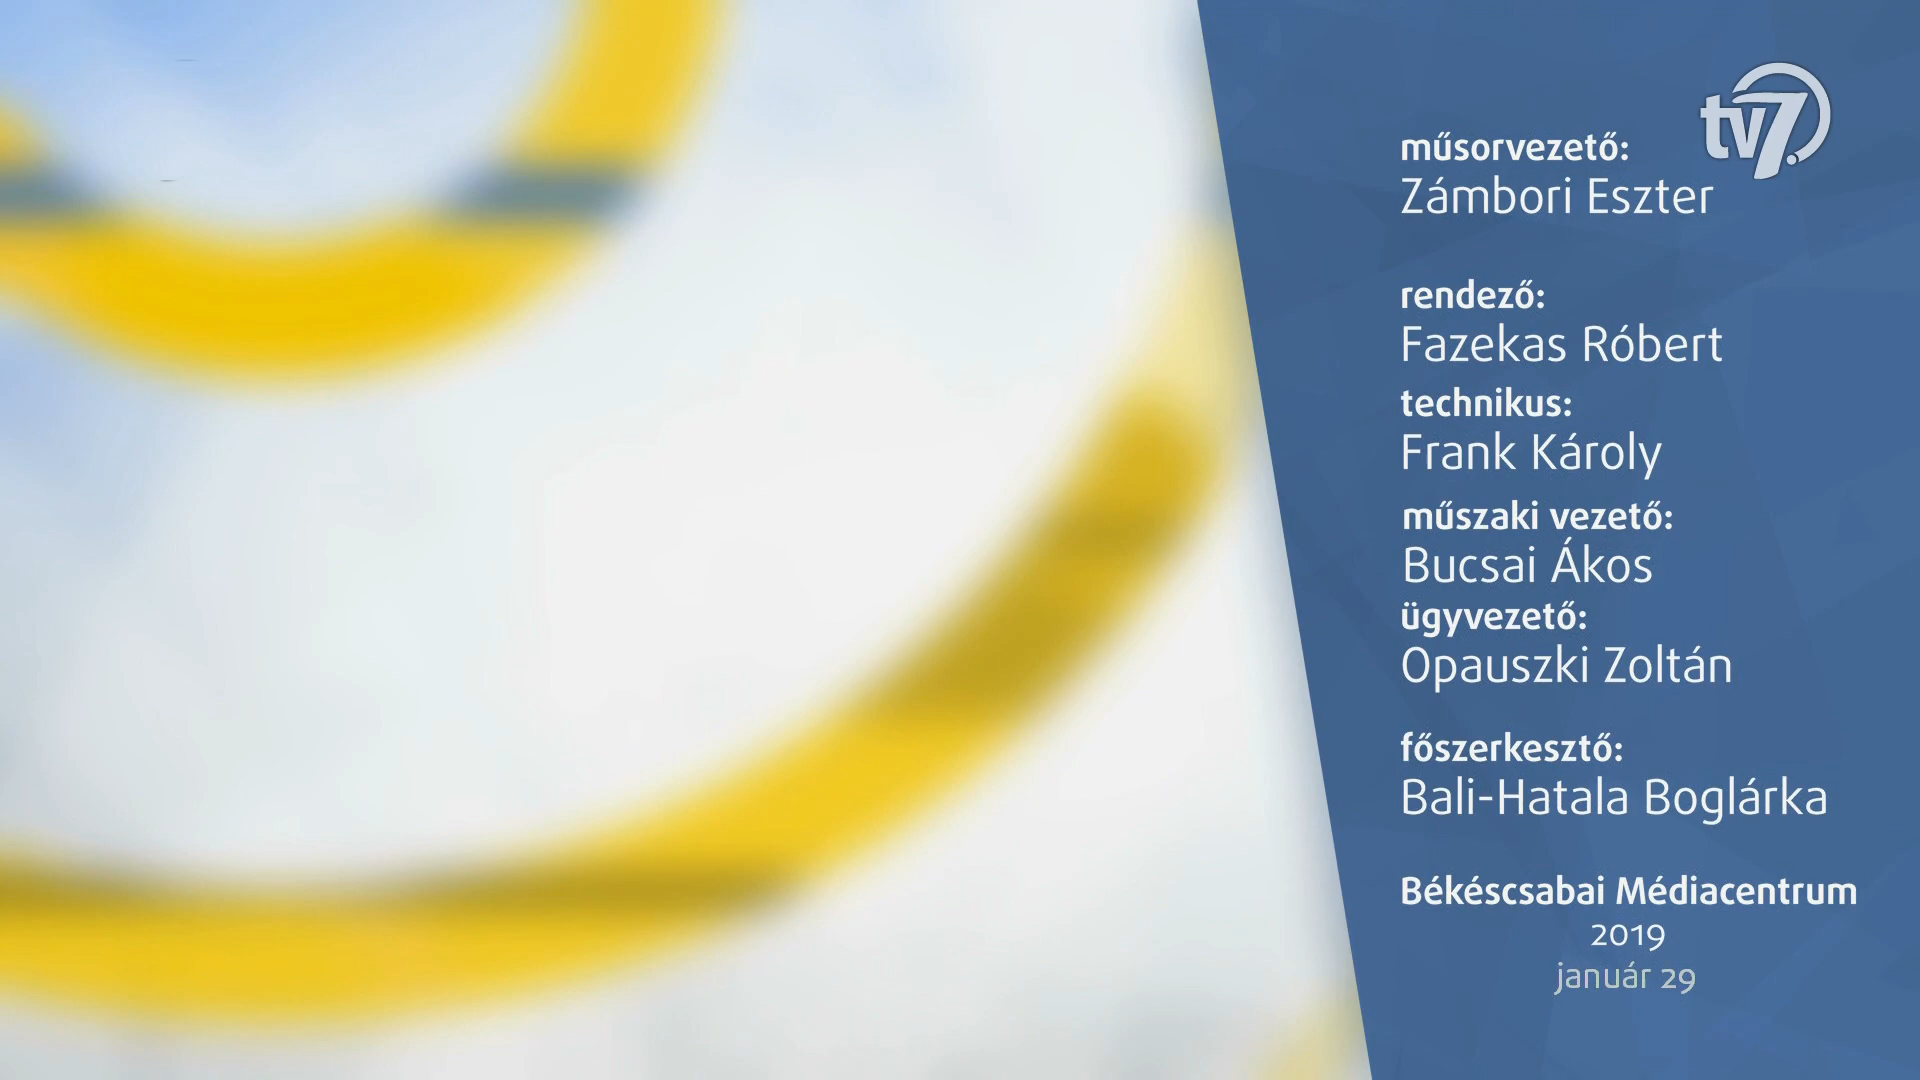 tv7.
műsorvezető:
Zámbori Eszter
rendező:
Fazekas Róbert
technikus:
Frank Károly
műszaki vezető:
Bucsai Ákos
ügyvezető:
Opauszki Zoltán
főszerkesztő:
Bali-Hatala Boglárka
Békéscsabai Médiacentrum
2019
január 29